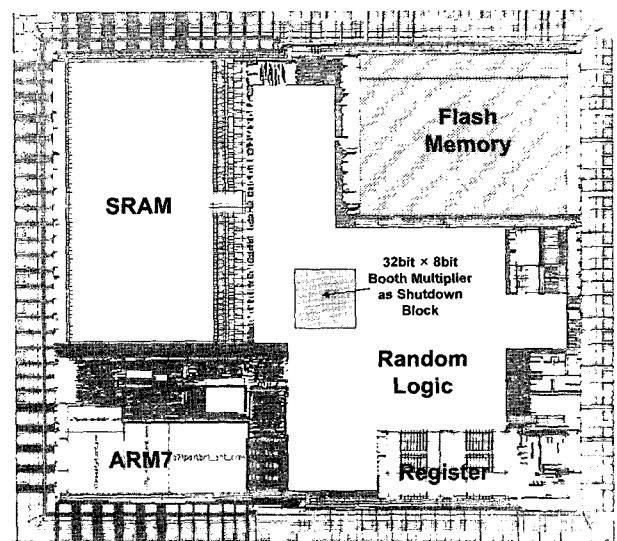 Flash
Memory
SRAM
32bit × 8bit
Booth Multiplier
as Shutdown
Block
Random
Logic
ARM7
Register